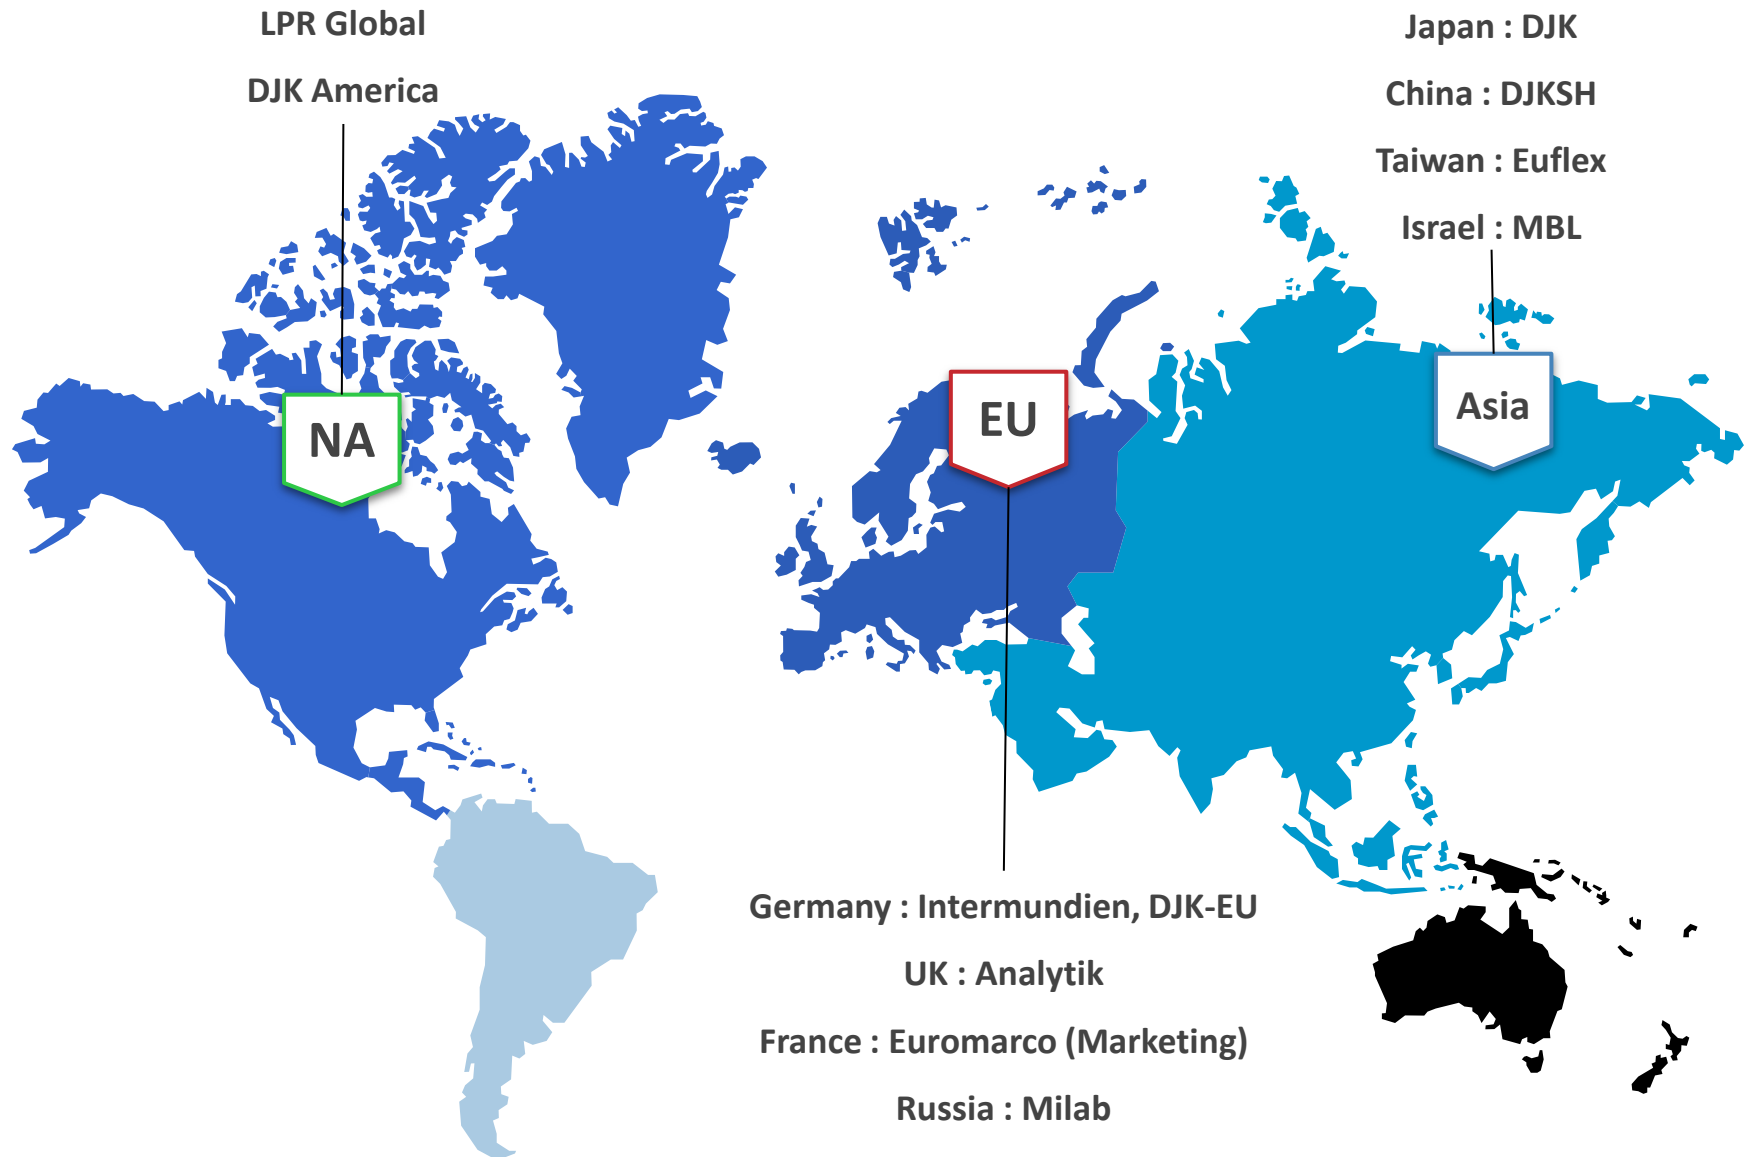 LPR Global
DJK America
NA
Japan : DJK
China : DJKSH
Taiwan : Euflex
Israel : MBL
Asia
EU
Germany : Intermundien, DJK-EU
UK : Analytik
France : Euromarco (Marketing)
Russia : Milab